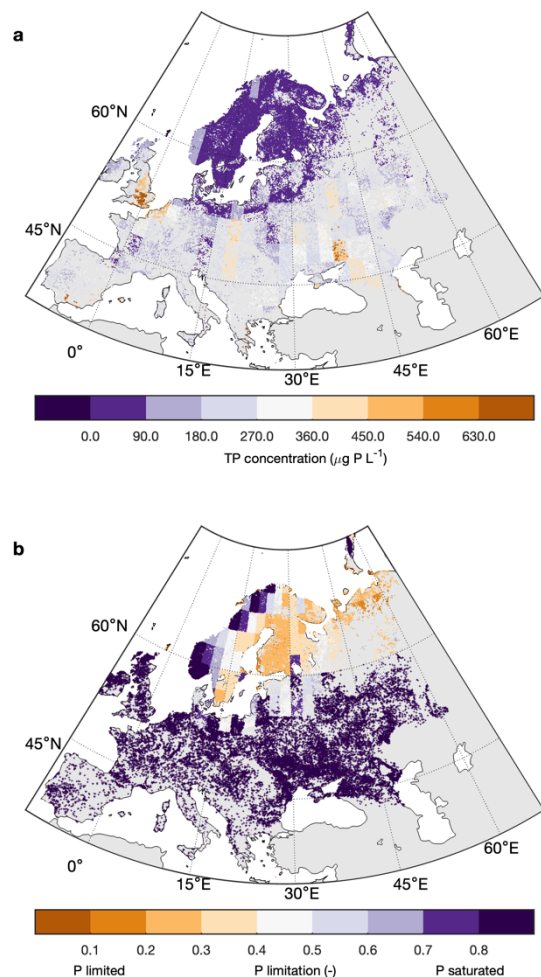 a
60°N
45°N
0°
15°E
30°E
45°E
60°E
0.0 90.0 180.0 270.0 360.0 450.0 540.0 630.0
TP concentration (μg P L⁻¹)
b
60°N
45°N
0°
15°E
30°E
45°E
60°E
0.1 0.2 0.3 0.4 0.5 0.6 0.7 0.8
P limited P limitation (-) P saturated